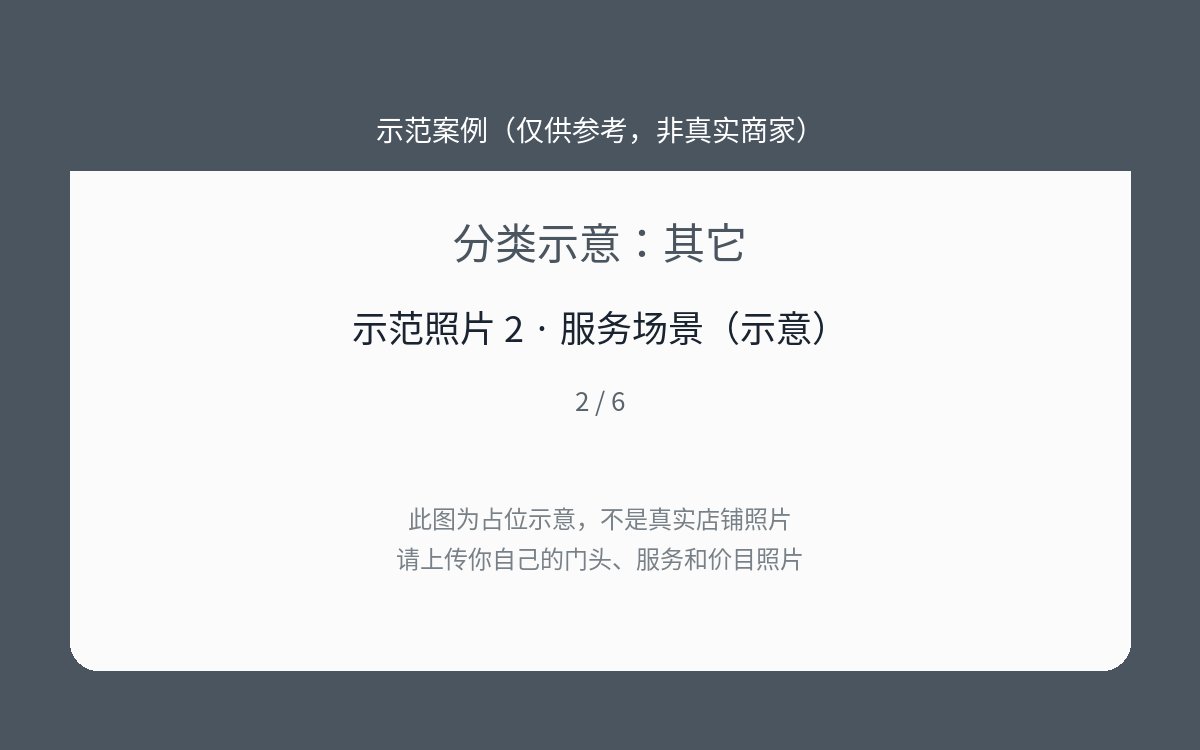 示范案例（仅供参考，非真实商家）
分类示意：其它
示范照片 2 · 服务场景（示意）
2 / 6
此图为占位示意，不是真实店铺照片
请上传你自己的门头、服务和价目照片